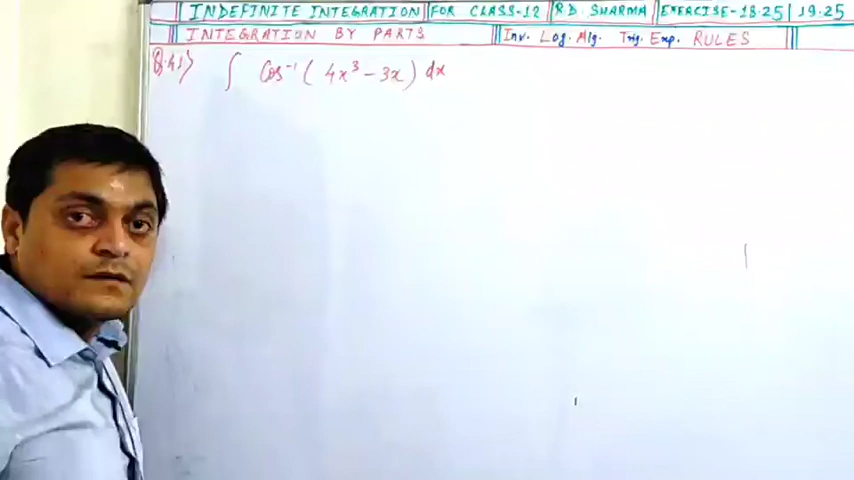 INDEFINITE INTEGRATION FOR CLASS-12 R.D. SHARMA EXERCISE-18.25 | 19.25
INTEGRATION BY PARTS Inv. Log. Alg. Trig. Exp. RULES
Q.41) ∫ Cos⁻¹ ( 4x³ - 3x ) dx